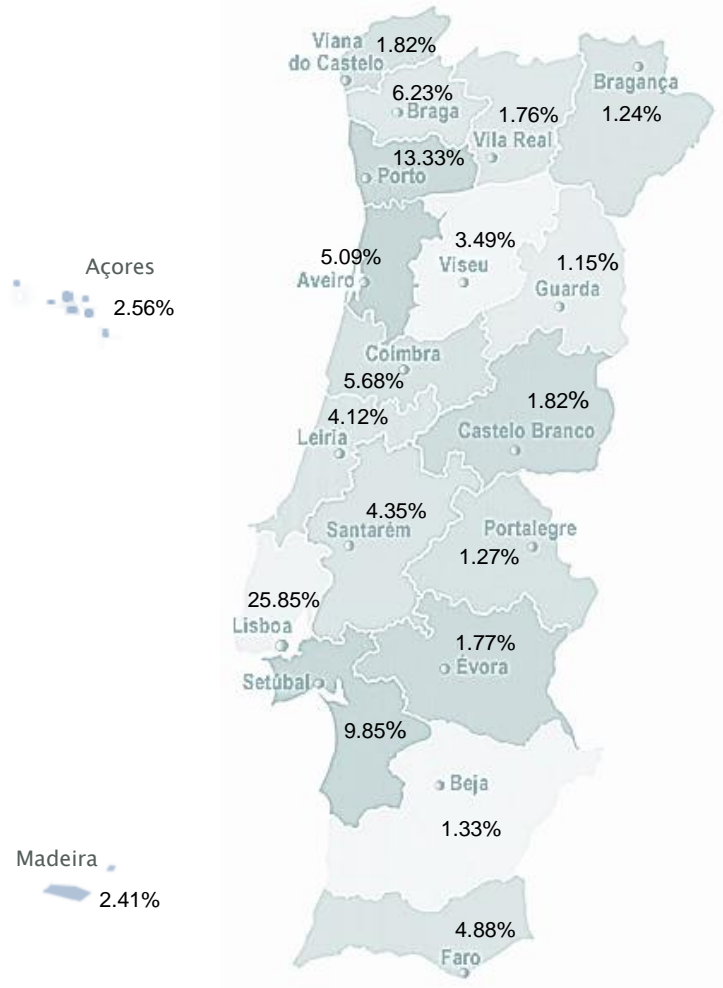 Viana
do Castelo
1.82%
Bragança
1.24%
6.23%
Braga
1.76%
Vila Real
13.33%
Porto
3.49%
Viseu
5.09%
Aveiro
1.15%
Guarda
Açores
2.56%
Coimbra
5.68%
1.82%
Castelo Branco
4.12%
Leiria
4.35%
Santarém
Portalegre
1.27%
25.85%
Lisboa
1.77%
Évora
Setúbal
9.85%
Beja
1.33%
Madeira
2.41%
4.88%
Faro